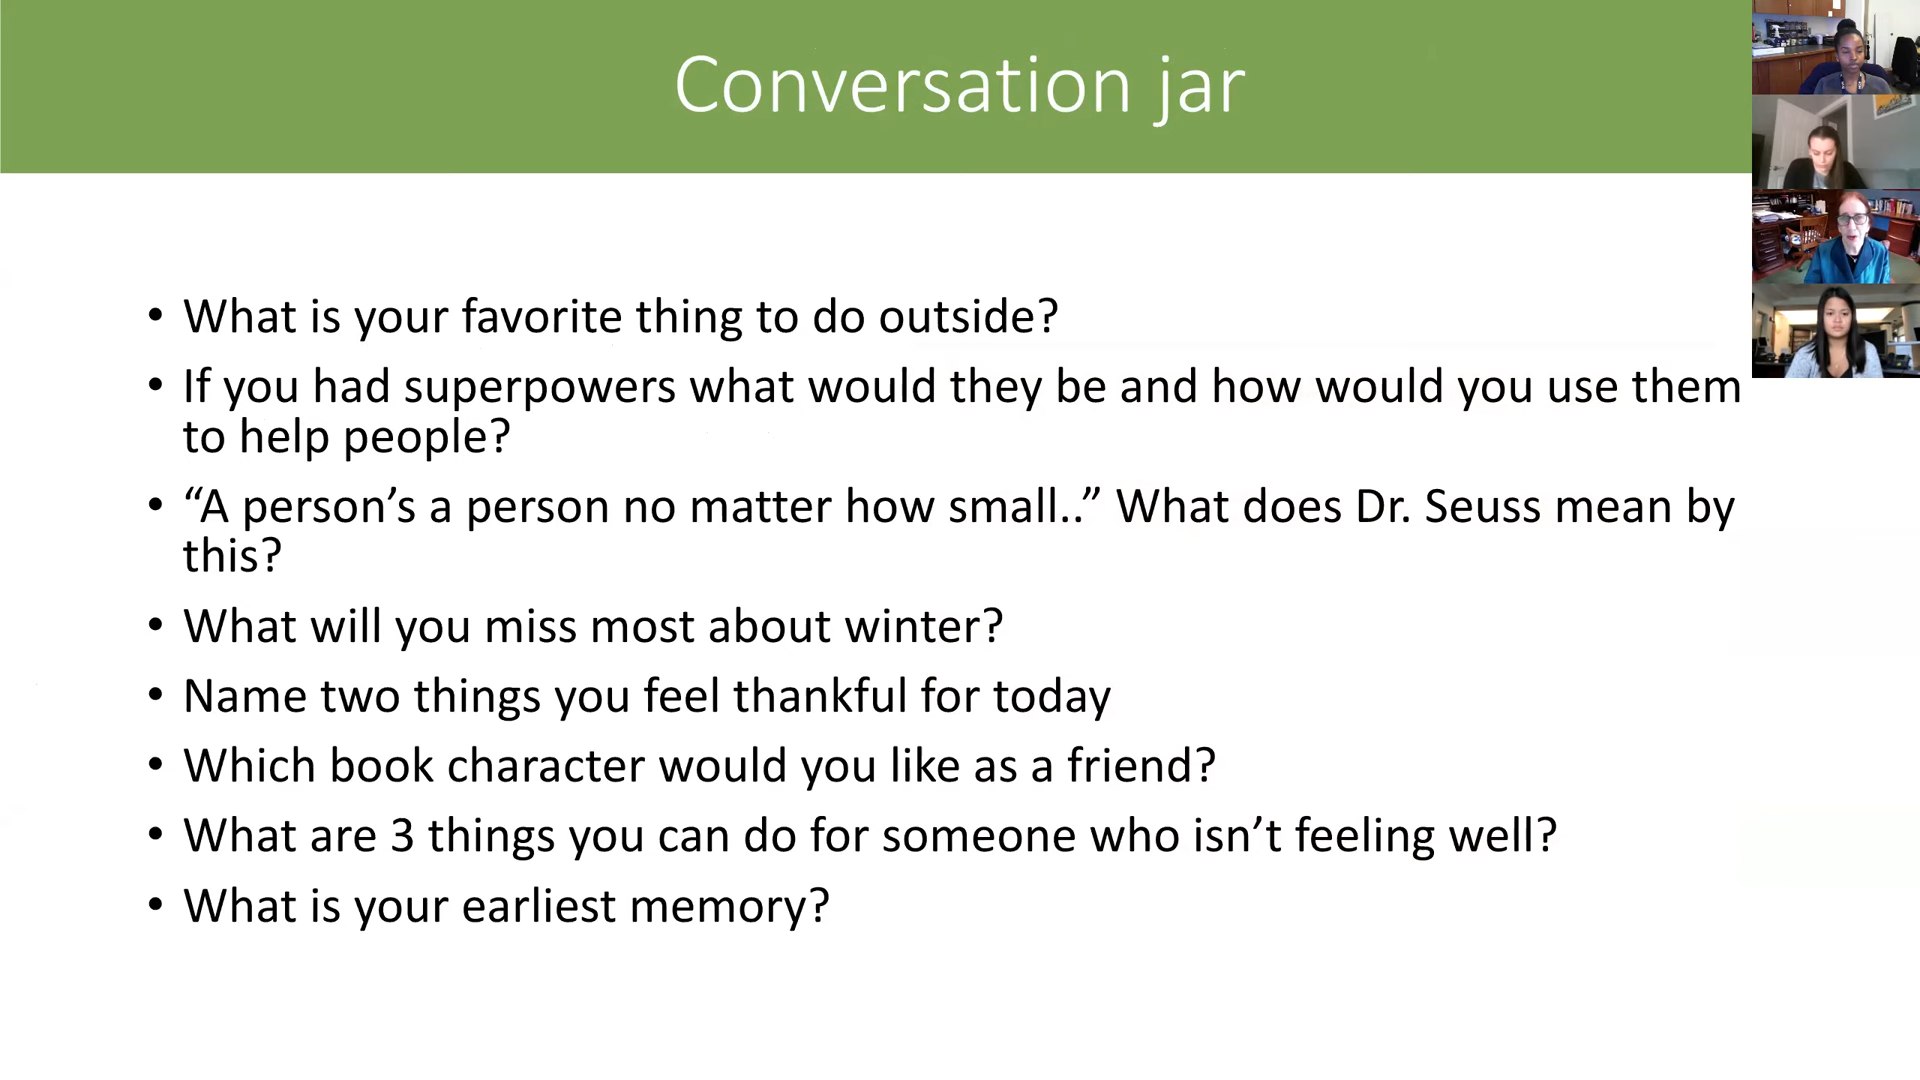 Conversation jar
• What is your favorite thing to do outside?
• If you had superpowers what would they be and how would you use them
to help people?
• “A person’s a person no matter how small..” What does Dr. Seuss mean by
this?
• What will you miss most about winter?
• Name two things you feel thankful for today
• Which book character would you like as a friend?
• What are 3 things you can do for someone who isn’t feeling well?
• What is your earliest memory?